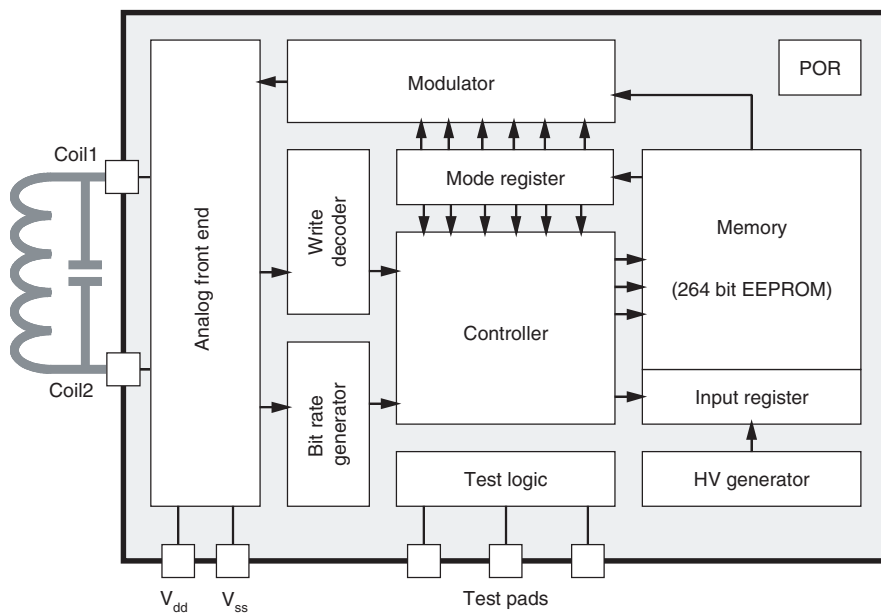 Modulator
POR
Coil1
Mode register
Write
decoder
Memory
(264 bit EEPROM)
Analog front end
Controller
Coil2
Bit rate
generator
Input register
Test logic
HV generator
Vdd
Vss
Test pads